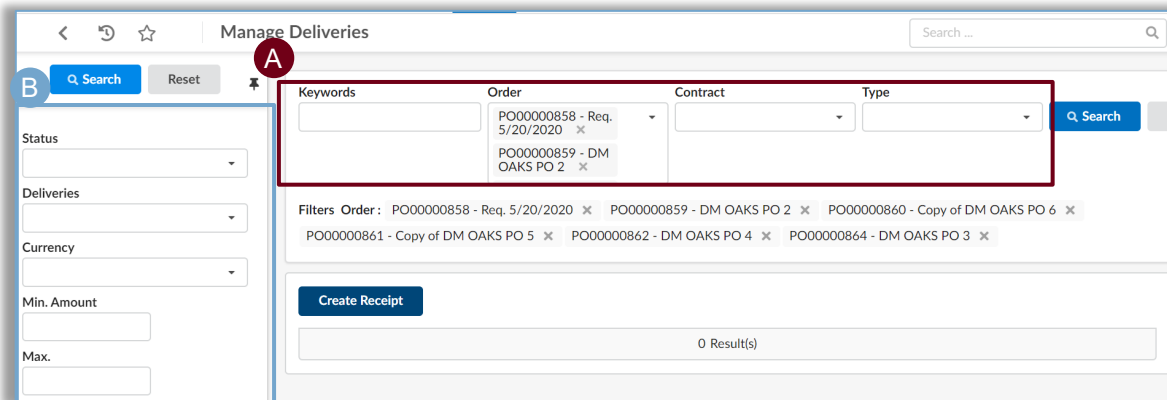 Manage Deliveries
Search ...
A
B
Search
Reset
Status
Deliveries
Currency
Min. Amount
Max.
Keywords
Order
Contract
Type
PO00000858 - Req.
5/20/2020 ×
PO00000859 - DM
OAKS PO 2 ×
Search
Filters Order : PO00000858 - Req. 5/20/2020 × PO00000859 - DM OAKS PO 2 × PO00000860 - Copy of DM OAKS PO 6 ×
PO00000861 - Copy of DM OAKS PO 5 × PO00000862 - DM OAKS PO 4 × PO00000864 - DM OAKS PO 3 ×
Create Receipt
0 Result(s)